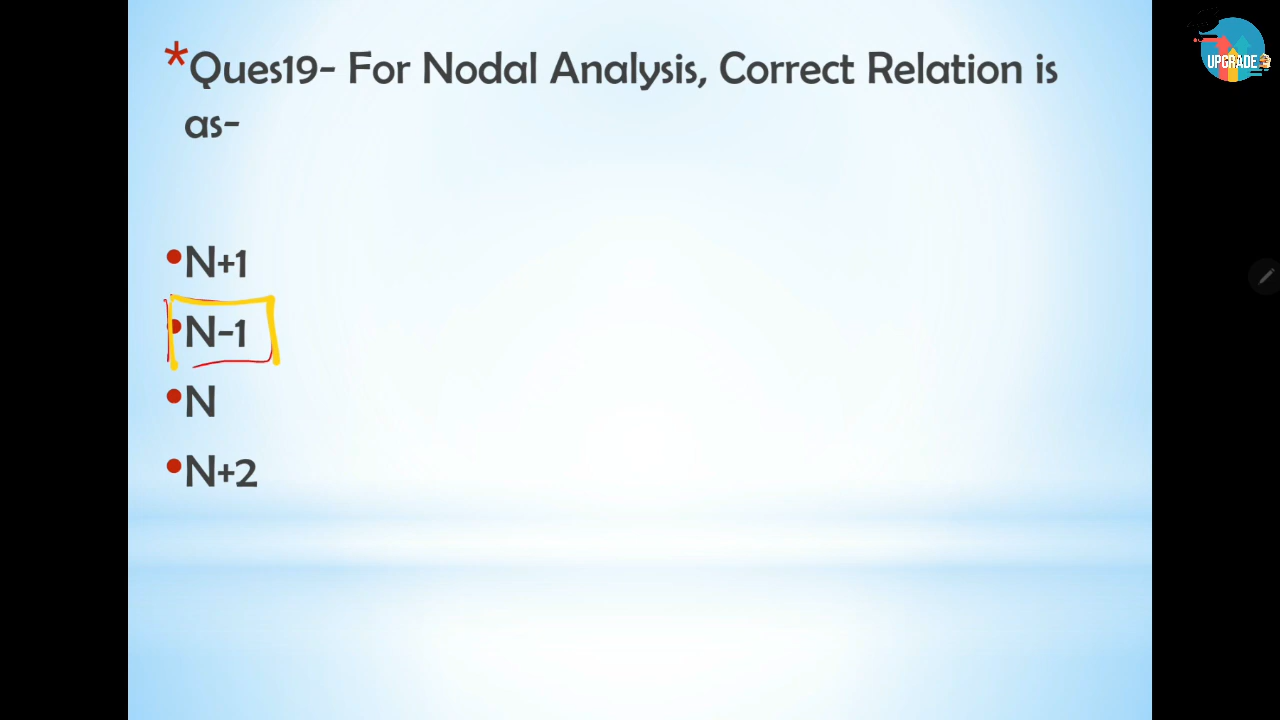 *Ques19- For Nodal Analysis, Correct Relation is
as-
•N+1
•N-1
•N
•N+2
UPGRADE